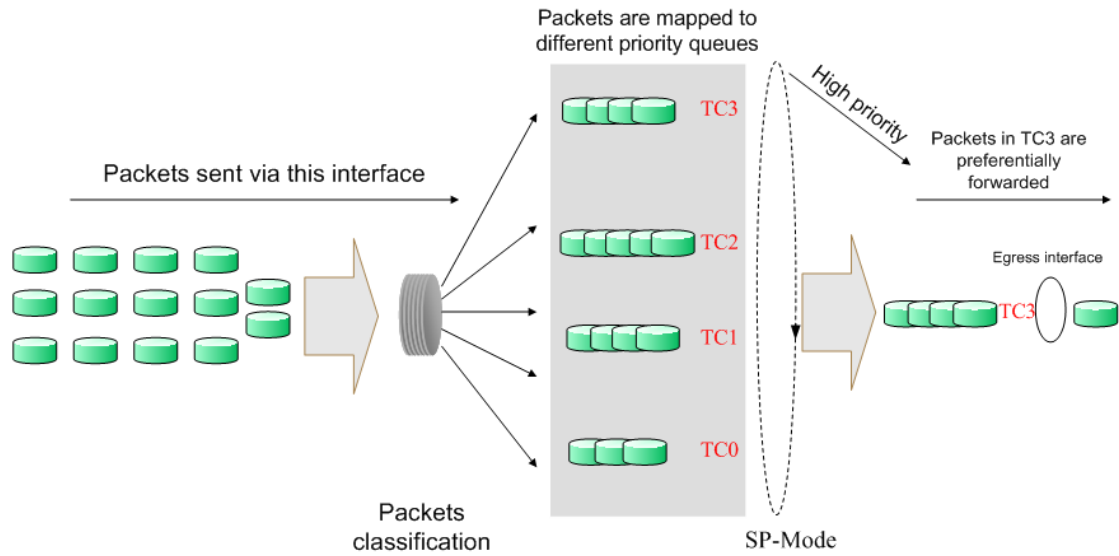 Packets are mapped to
different priority queues
TC3
High priority
Packets in TC3 are
preferentially
forwarded
Packets sent via this interface
TC2
Egress interface
TC3
TC1
TC0
Packets
classification
SP-Mode